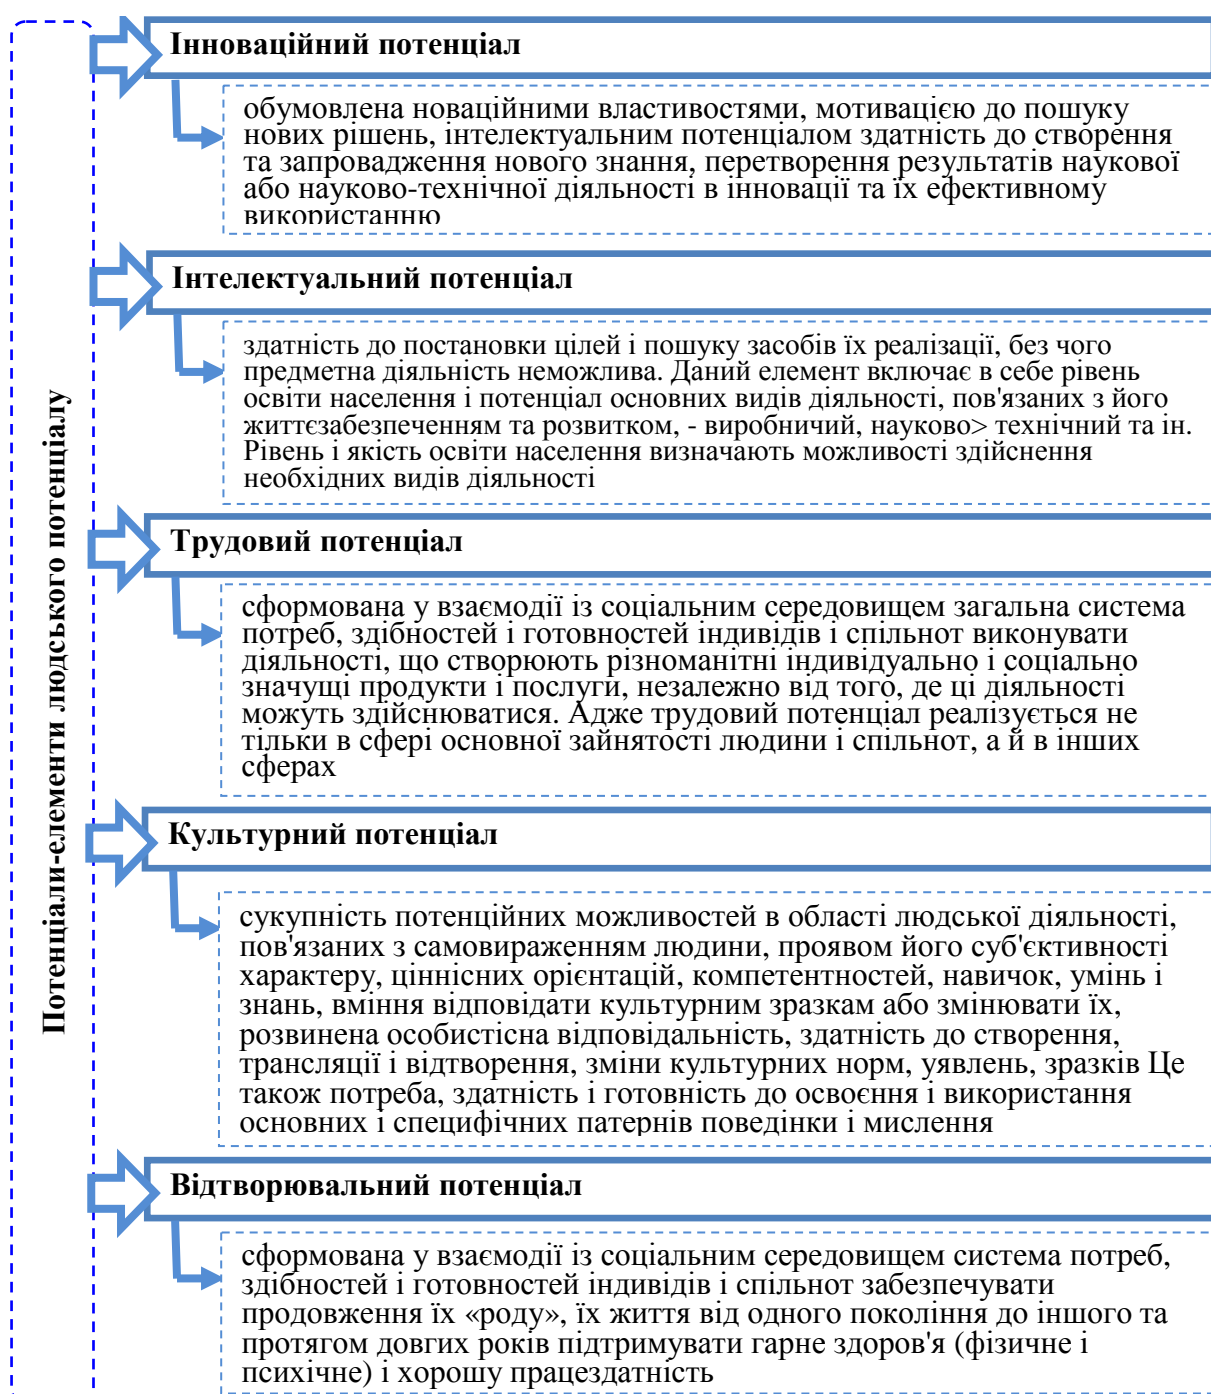 Потенціали-елементи людського потенціалу
Інноваційний потенціал
обумовлена новаційними властивостями, мотивацією до пошуку
нових рішень, інтелектуальним потенціалом здатність до створення
та запровадження нового знання, перетворення результатів наукової
або науково-технічної діяльності в інновації та їх ефективному
використанню
Інтелектуальний потенціал
здатність до постановки цілей і пошуку засобів їх реалізації, без чого
предметна діяльність неможлива. Даний елемент включає в себе рівень
освіти населення і потенціал основних видів діяльності, пов'язаних з його
життєзабезпеченням та розвитком, - виробничий, науково> технічний та ін.
Рівень і якість освіти населення визначають можливості здійснення
необхідних видів діяльності
Трудовий потенціал
сформована у взаємодії із соціальним середовищем загальна система
потреб, здібностей і готовностей індивідів і спільнот виконувати
діяльності, що створюють різноманітні індивідуально і соціально
значущі продукти і послуги, незалежно від того, де ці діяльності
можуть здійснюватися. Адже трудовий потенціал реалізується не
тільки в сфері основної зайнятості людини і спільнот, а й в інших
сферах
Культурний потенціал
сукупність потенційних можливостей в області людської діяльності,
пов'язаних з самовираженням людини, проявом його суб'єктивності
характеру, ціннісних орієнтацій, компетентностей, навичок, умінь і
знань, вміння відповідати культурним зразкам або змінювати їх,
розвинена особистісна відповідальність, здатність до створення,
трансляції і відтворення, зміни культурних норм, уявлень, зразків Це
також потреба, здатність і готовність до освоєння і використання
основних і специфічних патернів поведінки і мислення
Відтворювальний потенціал
сформована у взаємодії із соціальним середовищем система потреб,
здібностей і готовностей індивідів і спільнот забезпечувати
продовження їх «роду», їх життя від одного покоління до іншого та
протягом довгих років підтримувати гарне здоров'я (фізичне і
психічне) і хорошу працездатність